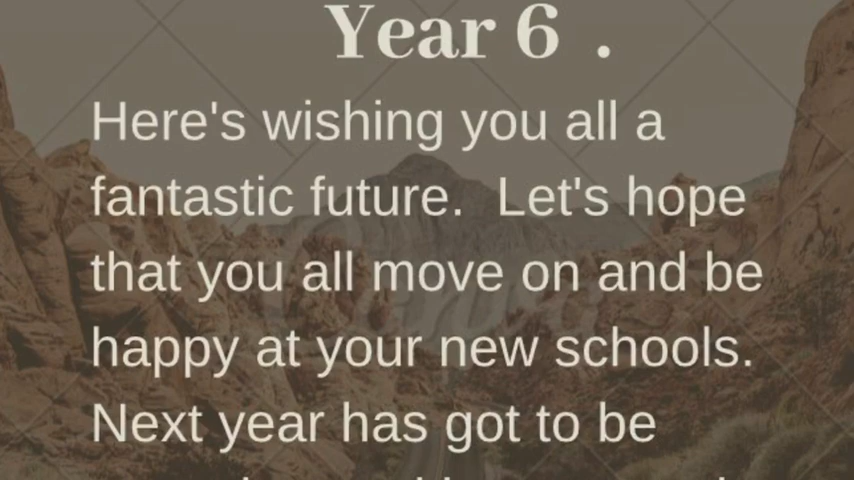 Year 6 .
Here's wishing you all a
fantastic future. Let's hope
that you all move on and be
happy at your new schools.
Next year has got to be